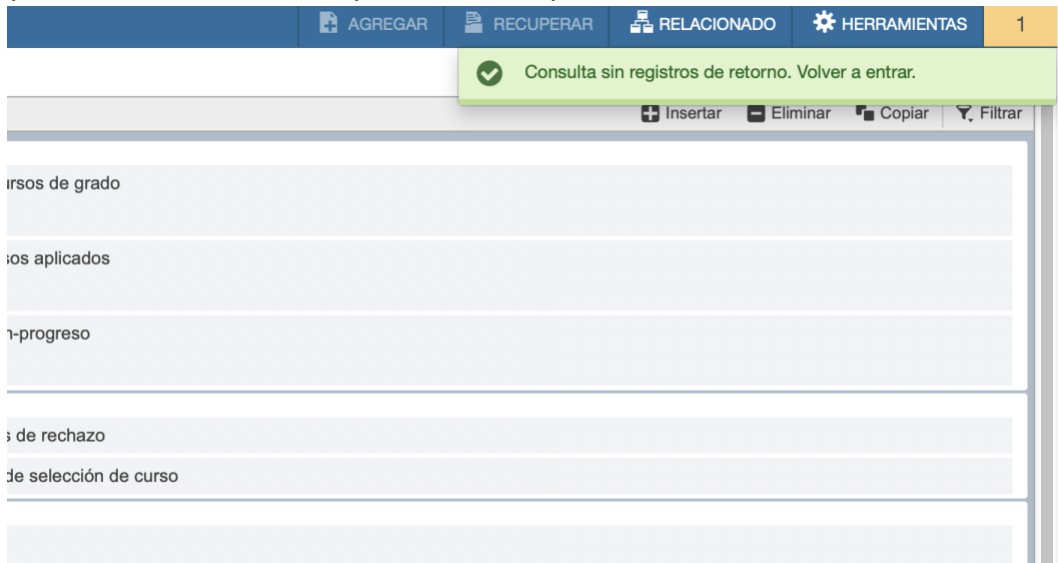 AGREGAR RECUPERAR RELACIONADO HERRAMIENTAS 1
Consulta sin registros de retorno. Volver a entrar.
Insertar Eliminar Copiar Filtrar
ursos de grado
sos aplicados
n-progreso
s de rechazo
de selección de curso